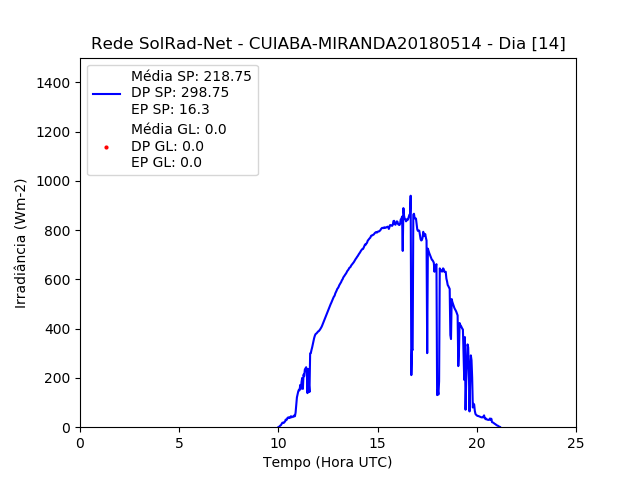 Rede SolRad-Net - CUIABA-MIRANDA20180514 - Dia [14]
Média SP: 218.75
DP SP: 298.75
EP SP: 16.3
Média GL: 0.0
DP GL: 0.0
EP GL: 0.0
1400
1200
1000
800
600
400
200
0
Irradiância (Wm-2)
0 5 10 15 20 25
Tempo (Hora UTC)